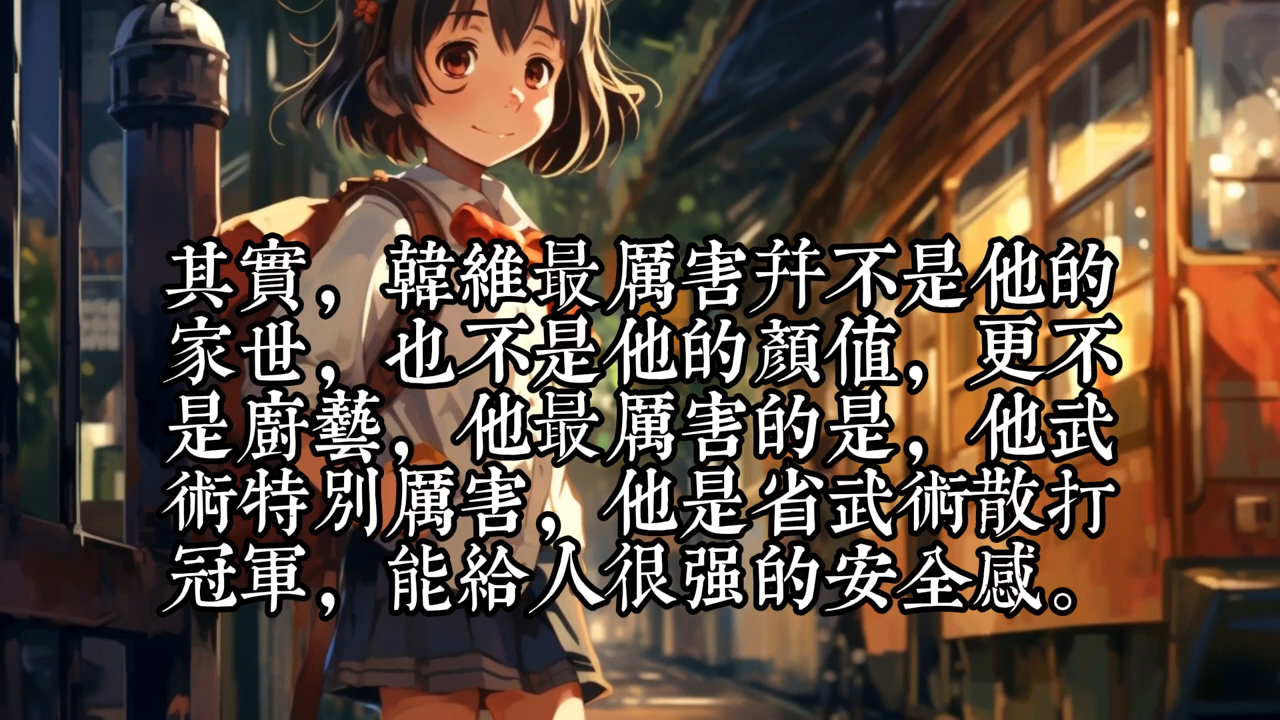 其實，韓維最厲害并不是他的
家世，也不是他的顏值，更不
是廚藝，他最厲害的是，他武
術特別厲害，他是省武術散打
冠軍，能給人很强的安全感。